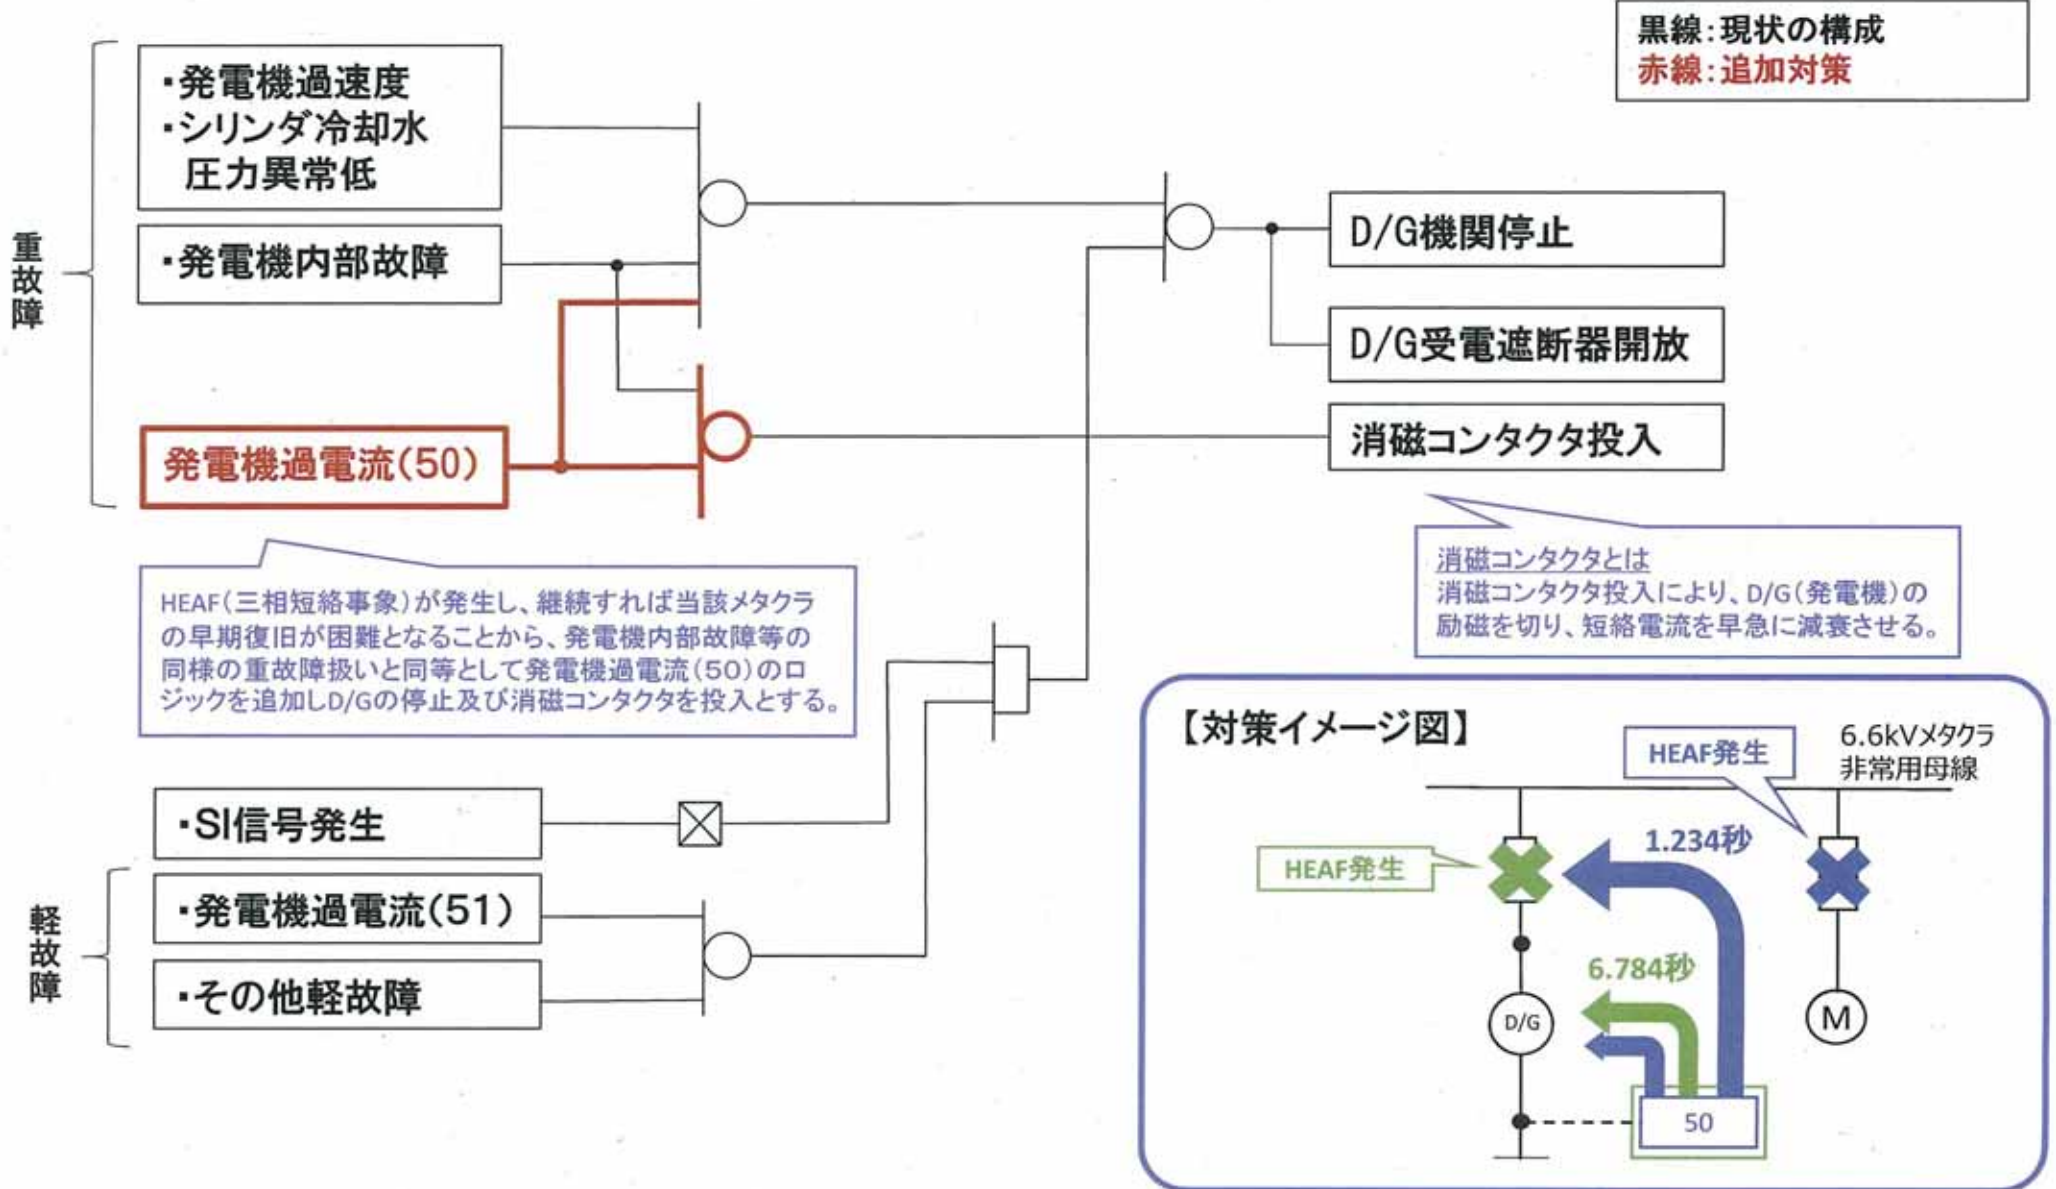 黒線:現状の構成
赤線:追加対策
重故障
・発電機過速度
・シリンダ冷却水
圧力異常低
・発電機内部故障
発電機過電流(50)
D/G機関停止
D/G受電遮断器開放
消磁コンタクタ投入
HEAF(三相短絡事象)が発生し、継続すれば当該メタクラ
の早期復旧が困難となることから、発電機内部故障等の
同様の重故障扱いと同等として発電機過電流(50)のロ
ジックを追加しD/Gの停止及び消磁コンタクタを投入とする。
消磁コンタクタとは
消磁コンタクタ投入により、D/G(発電機)の
励磁を切り、短絡電流を早急に減衰させる。
・SI信号発生
軽故障
・発電機過電流(51)
・その他軽故障
【対策イメージ図】
HEAF発生
6.6kVメタクラ
非常用母線
HEAF発生
1.234秒
6.784秒
D/G
M
50